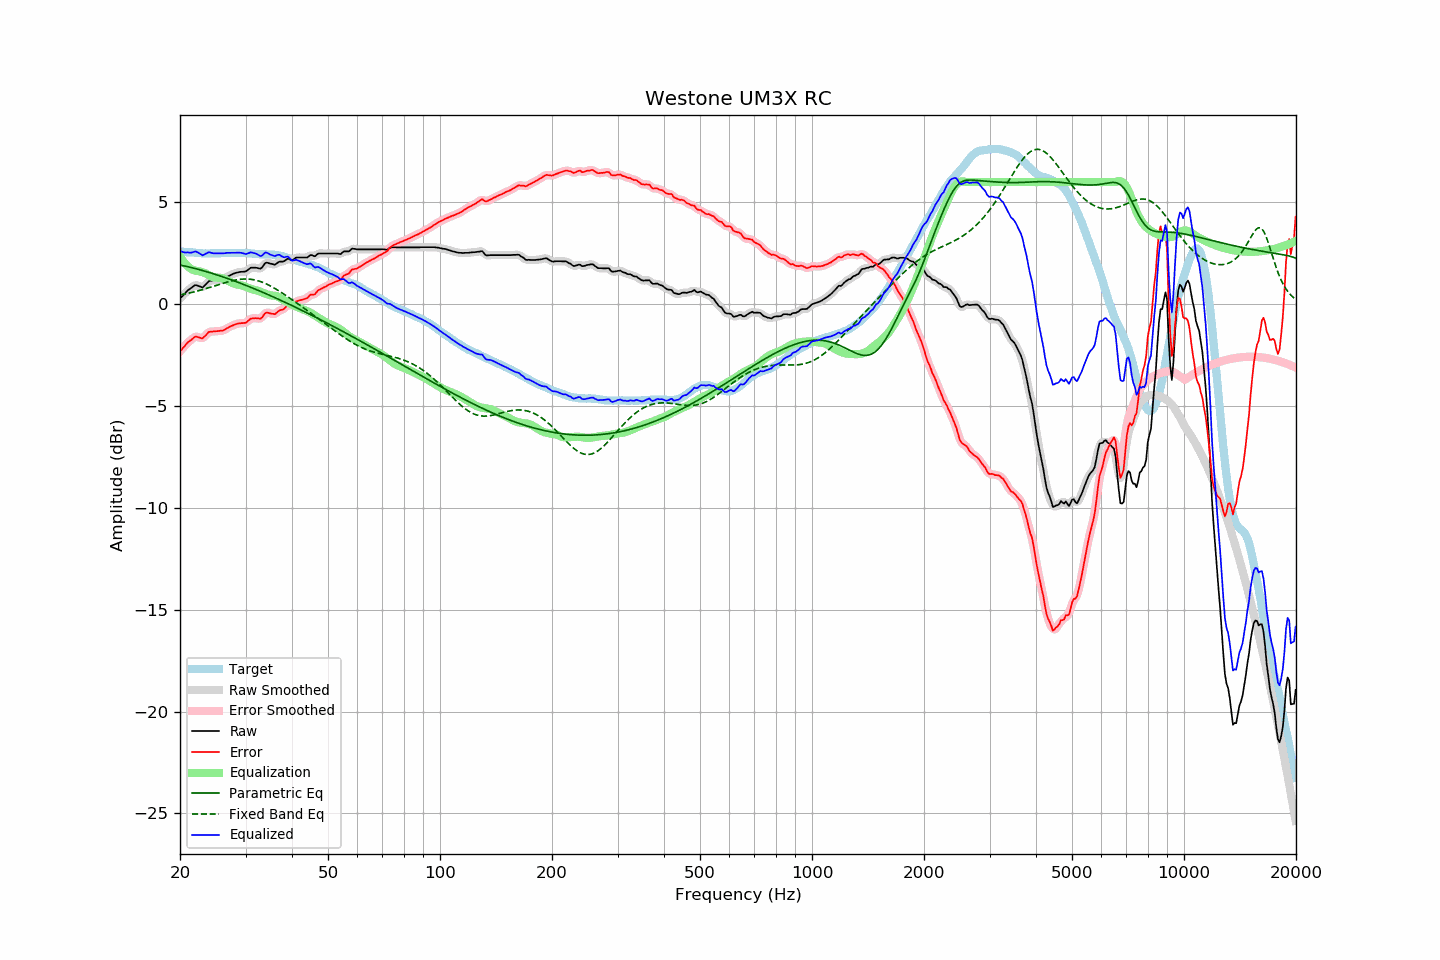 Westone UM3X RC
Amplitude (dBr)
5
0
−5
−10
−15
−20
−25
Target
Raw Smoothed
Error Smoothed
Raw
Error
Equalization
Parametric Eq
Fixed Band Eq
Equalized
20 50 100 200 500 1000 2000 5000 10000 20000
Frequency (Hz)